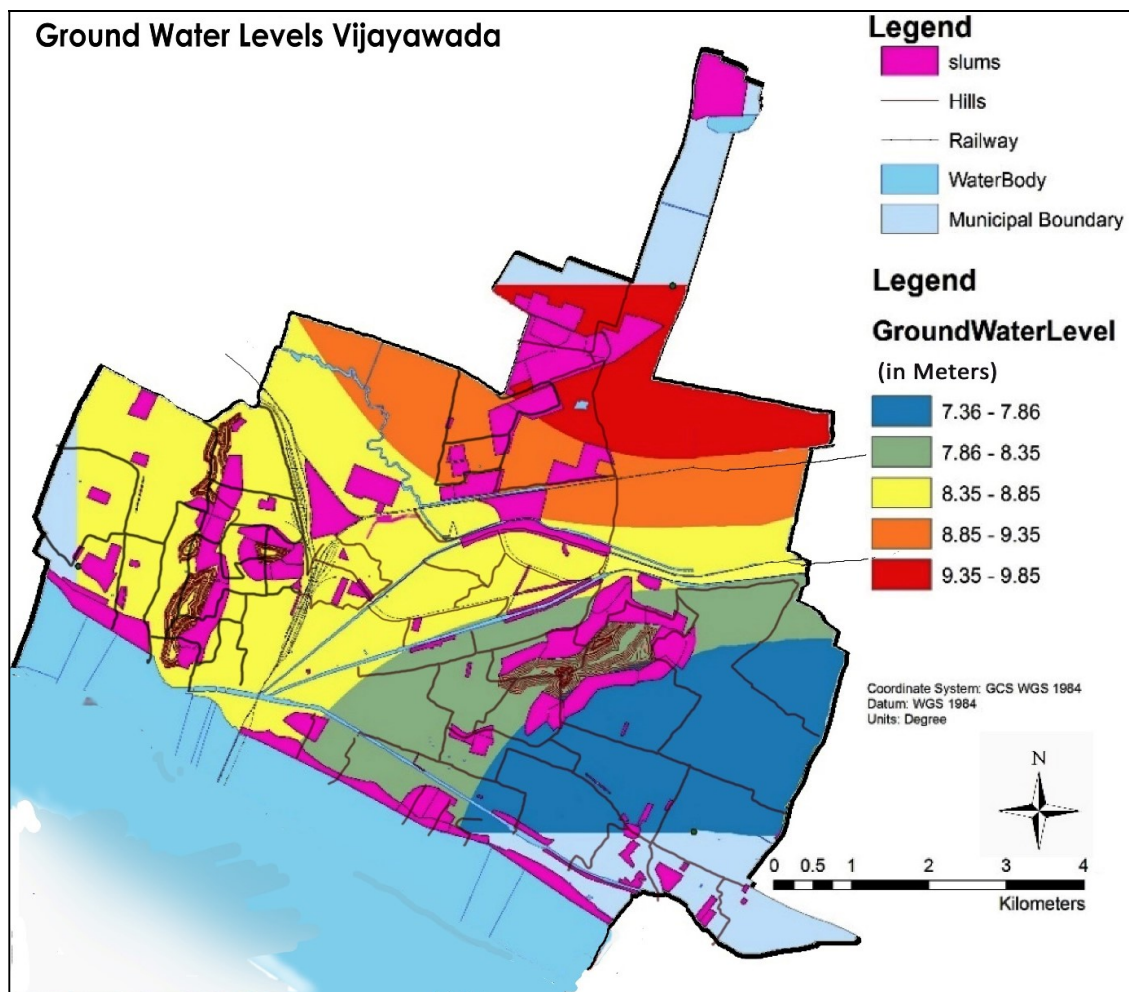 Ground Water Levels Vijayawada
Legend
slums
Hills
Railway
WaterBody
Municipal Boundary
Legend
GroundWaterLevel
(in Meters)
7.36 - 7.86
7.86 - 8.35
8.35 - 8.85
8.85 - 9.35
9.35 - 9.85
Coordinate System: GCS WGS 1984
Datum: WGS 1984
Units: Degree
N
0 0.5 1 2 3 4
Kilometers